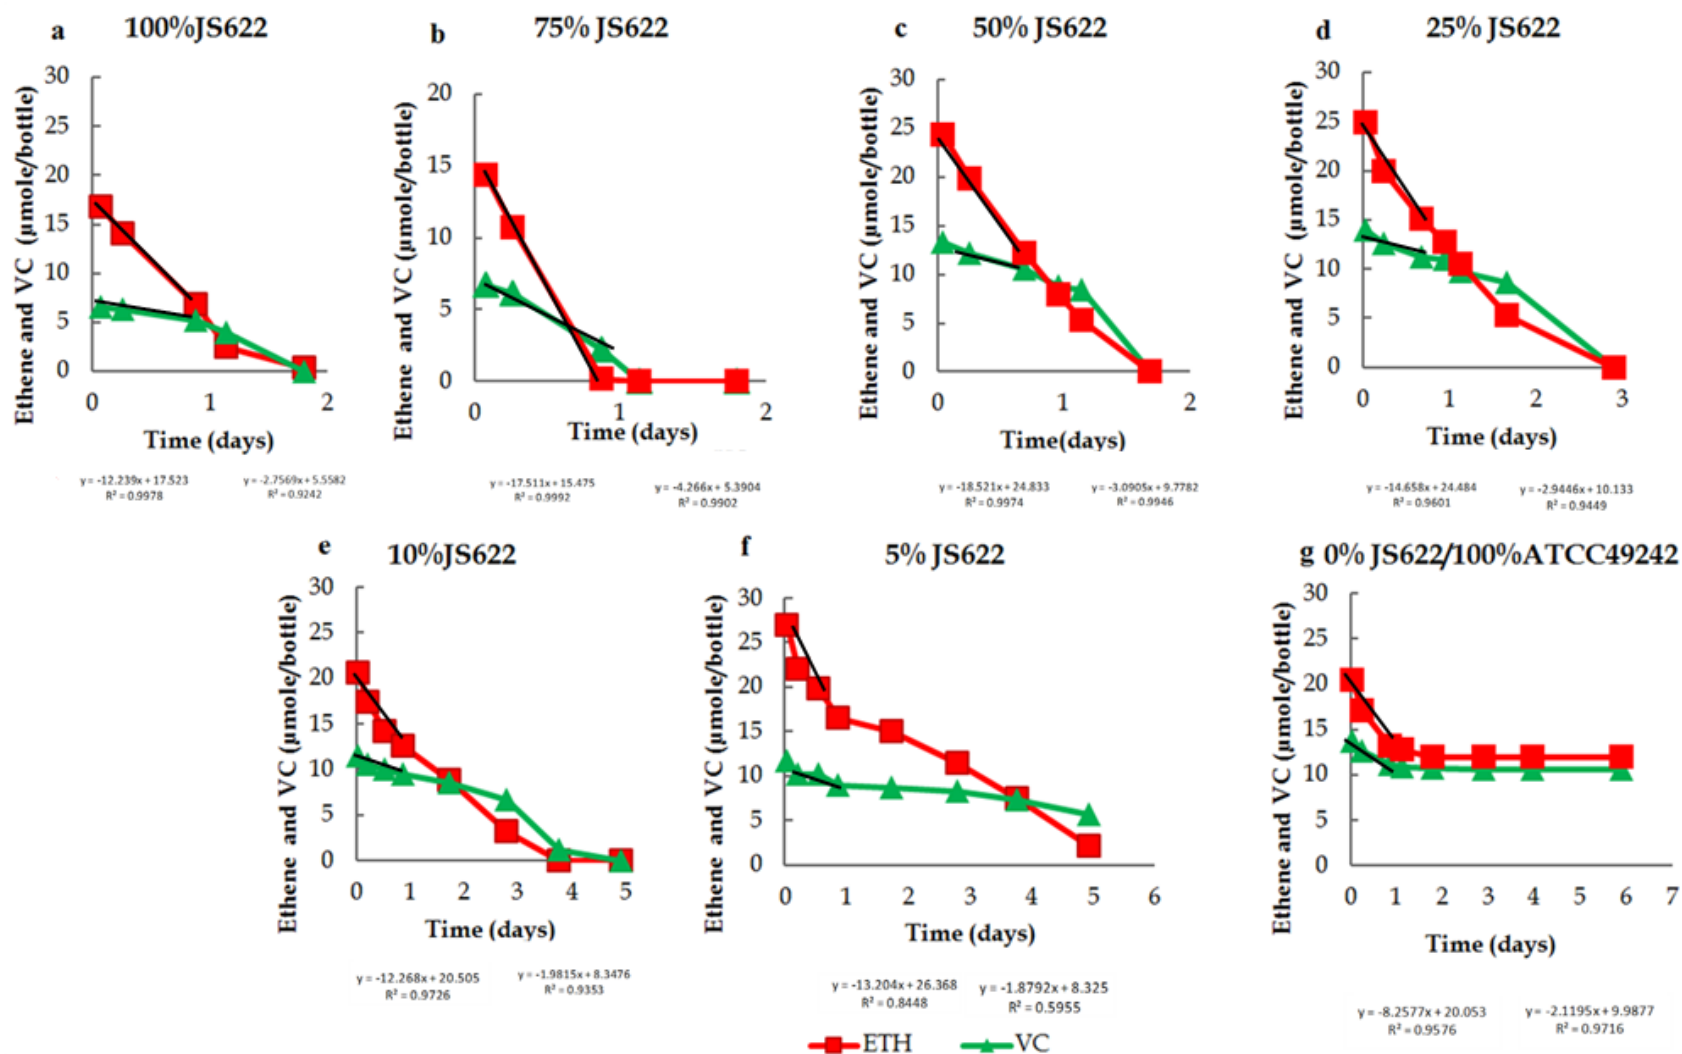 a 100%JS622
Ethene and VC (µmole/bottle)
30
25
20
15
10
5
0
0 1 2
Time (days)
y = -12.239x + 17.523
R² = 0.9978
y = -2.7569x + 5.5582
R² = 0.9242
b 75% JS622
Ethene and VC (µmole/bottle)
20
15
10
5
0
0 1 2
Time (days)
y = -17.511x + 15.475
R² = 0.9992
y = -4.266x + 5.3904
R² = 0.9902
c 50% JS622
Ethene and VC (µmole/bottle)
30
25
20
15
10
5
0
0 1 2
Time(days)
y = -18.521x + 24.833
R² = 0.9974
y = -3.0905x + 9.7782
R² = 0.9946
d 25% JS622
Ethene and VC (µmole/bottle)
30
25
20
15
10
5
0
0 1 2 3
Time (days)
y = -14.658x + 24.484
R² = 0.9601
y = -2.9446x + 10.133
R² = 0.9449
e 10%JS622
Ethene and VC (µmole/bottle)
30
25
20
15
10
5
0
0 1 2 3 4 5
Time (days)
y = -12.268x + 20.505
R² = 0.9726
y = -1.9815x + 8.3476
R² = 0.9353
f 5% JS622
Ethene and VC (µmole/bottle)
30
25
20
15
10
5
0
0 1 2 3 4 5 6
Time (days)
y = -13.204x + 26.368
R² = 0.8448
y = -1.8792x + 8.325
R² = 0.5955
g 0% JS622/100%ATCC49242
Ethene and VC (µmole/bottle)
30
25
20
15
10
5
0
0 1 2 3 4 5 6 7
Time (days)
y = -8.2577x + 20.053
R² = 0.9576
y = -2.1195x + 9.9877
R² = 0.9716
ETH VC